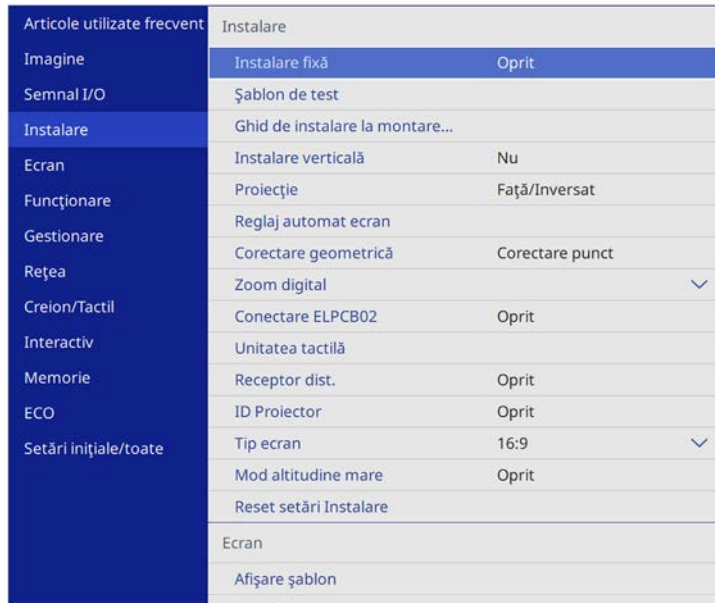 Articole utilizate frecvent
Imagine
Semnal I/O
Instalare
Ecran
Funcţionare
Gestionare
Reţea
Creion/Tactil
Interactiv
Memorie
ECO
Setări iniţiale/toate
Instalare
Instalare fixă Oprit
Şablon de test
Ghid de instalare la montare...
Instalare verticală Nu
Proiecţie Faţă/Inversat
Reglaj automat ecran
Corectare geometrică Corectare punct
Zoom digital
Conectare ELPCB02 Oprit
Unitatea tactilă
Receptor dist. Oprit
ID Proiector Oprit
Tip ecran 16:9
Mod altitudine mare Oprit
Reset setări Instalare
Ecran
Afişare şablon